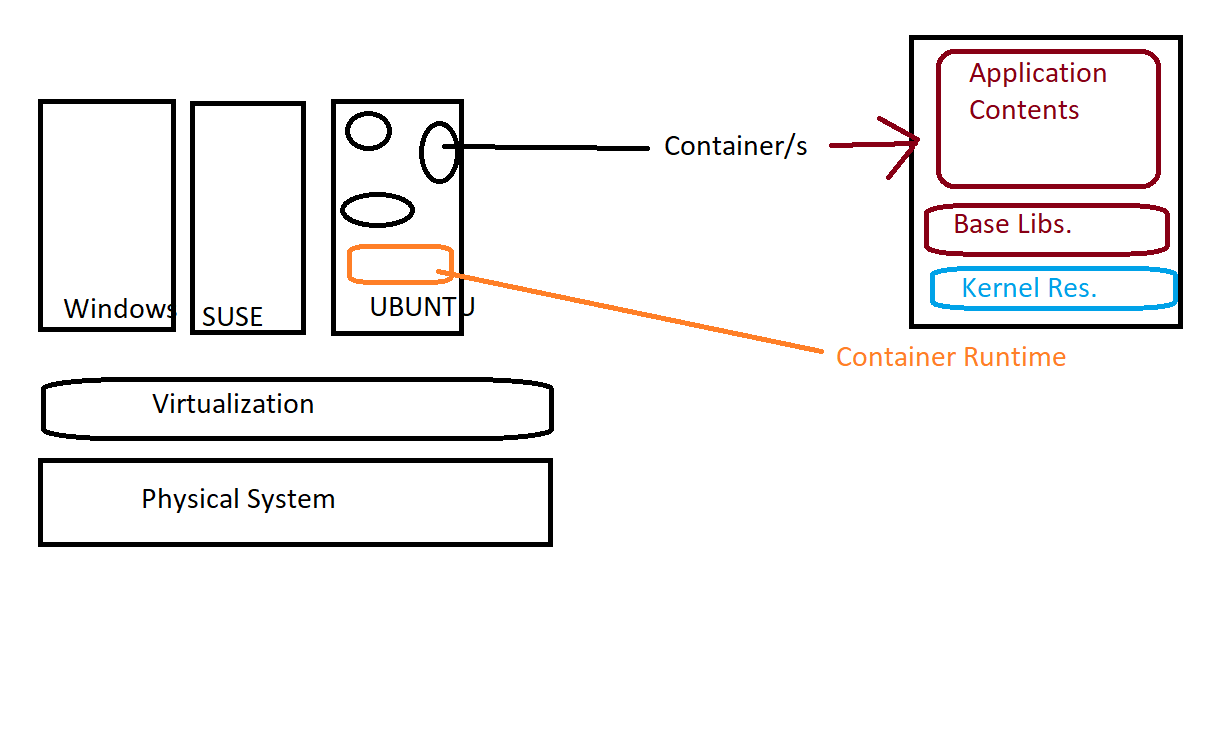 Application
Contents
Container/s
Base Libs.
Kernel Res.
Windows
SUSE
UBUNTU
Container Runtime
Virtualization
Physical System